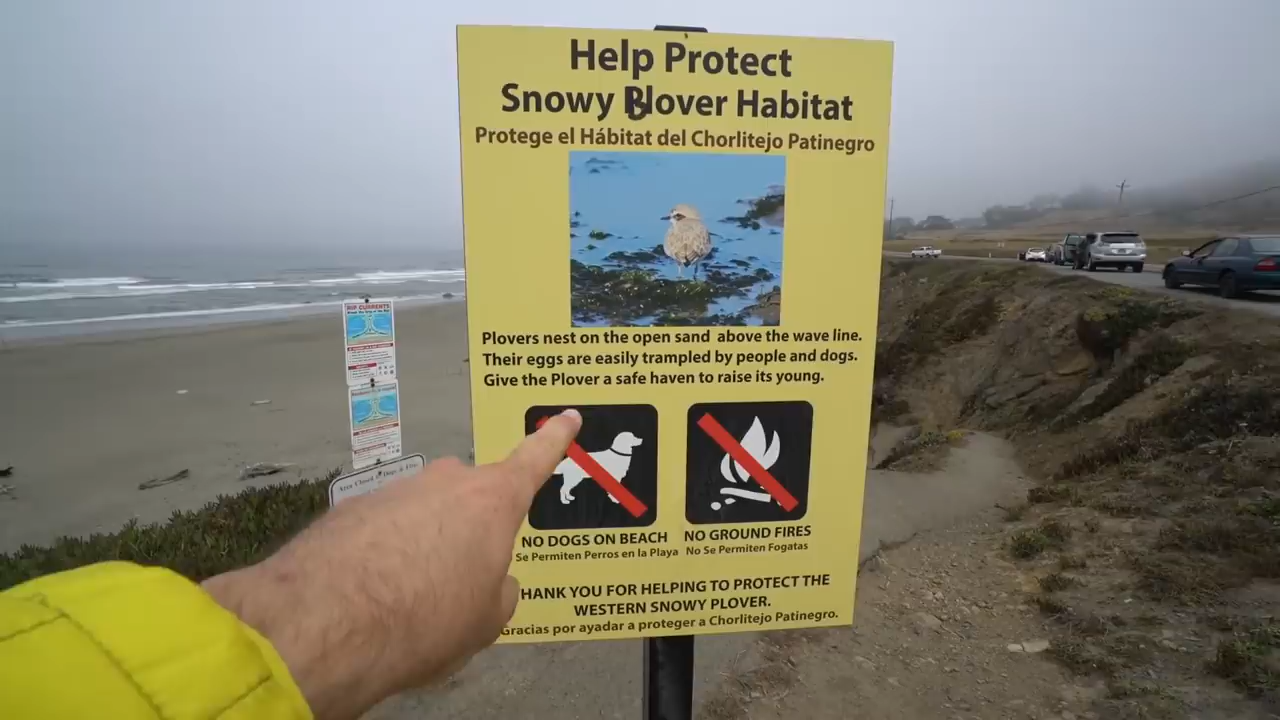 Help Protect
Snowy Plover Habitat
Protege el Hábitat del Chorlitejo Patinegro
Plovers nest on the open sand above the wave line.
Their eggs are easily trampled by people and dogs.
Give the Plover a safe haven to raise its young.
NO DOGS ON BEACH
Se Permiten Perros en la Playa
NO GROUND FIRES
No Se Permiten Fogatas
HANK YOU FOR HELPING TO PROTECT THE
WESTERN SNOWY PLOVER.
Gracias por ayadar a proteger a Chorlitejo Patinegro.
RIP CURRENTS